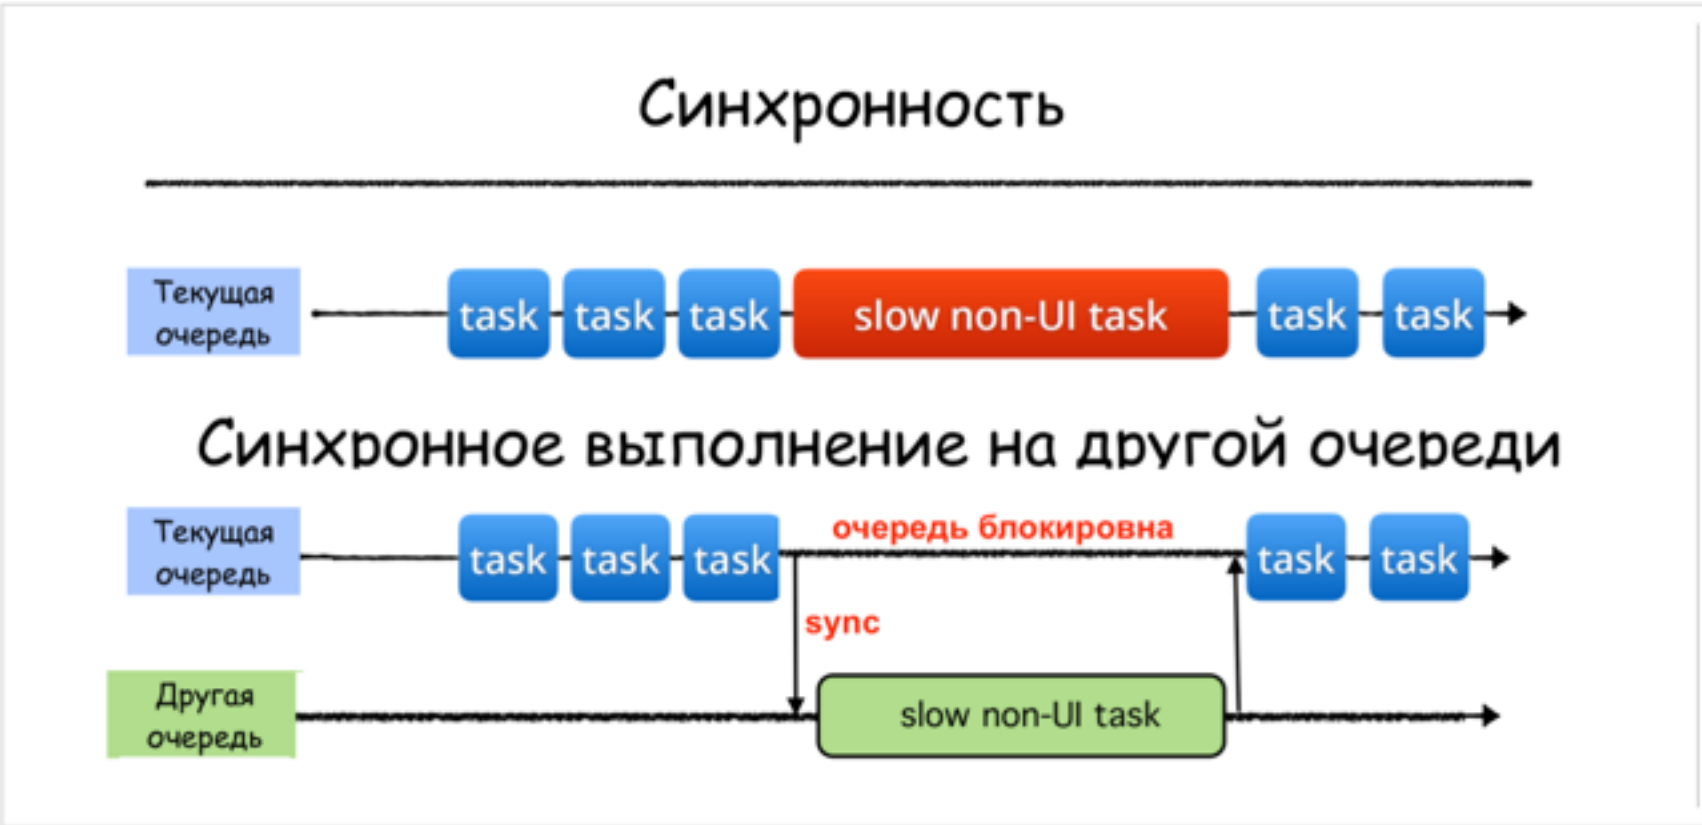 Синхронность
Текущая
очередь
task task task slow non-UI task task task
Синхронное выполнение на другой очереди
Текущая
очередь
task task task очередь блокировна task task
sync
Другая
очередь
slow non-UI task